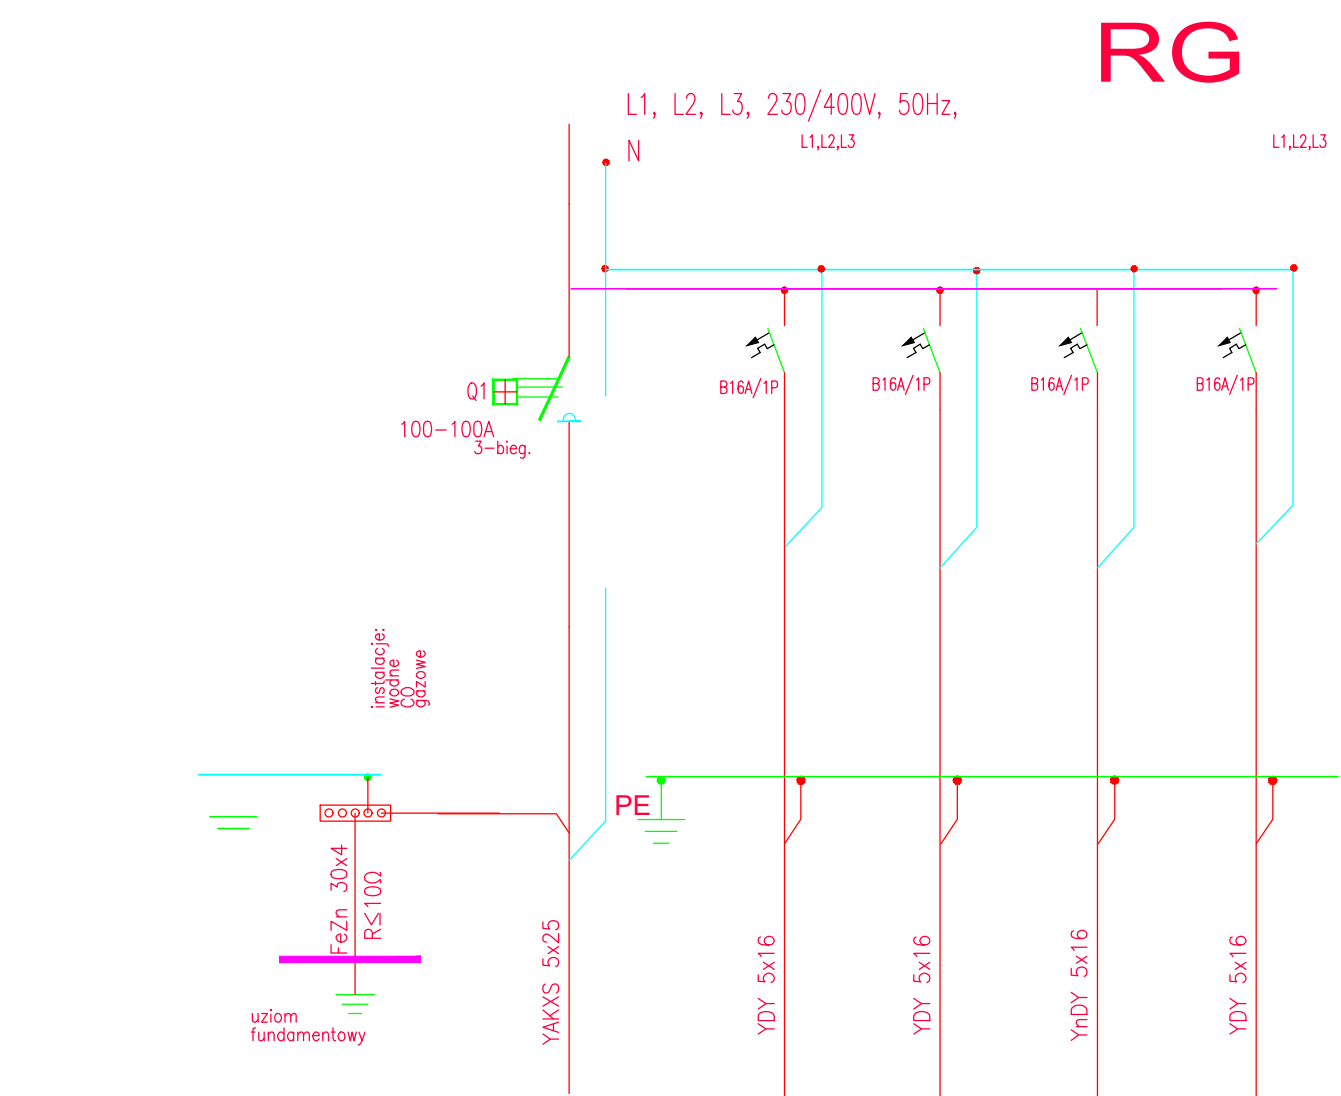 RG
L1, L2, L3, 230/400V, 50Hz,
N
L1,L2,L3
L1,L2,L3
Q1
100-100A
3-bieg.
B16A/1P
B16A/1P
B16A/1P
B16A/1P
instalacje:
wodne
CO
gazowe
PE
FeZn 30x4
R≤10Ω
uziom
fundamentowy
YAKXS 5x25
YDY 5x16
YDY 5x16
YnDY 5x16
YDY 5x16